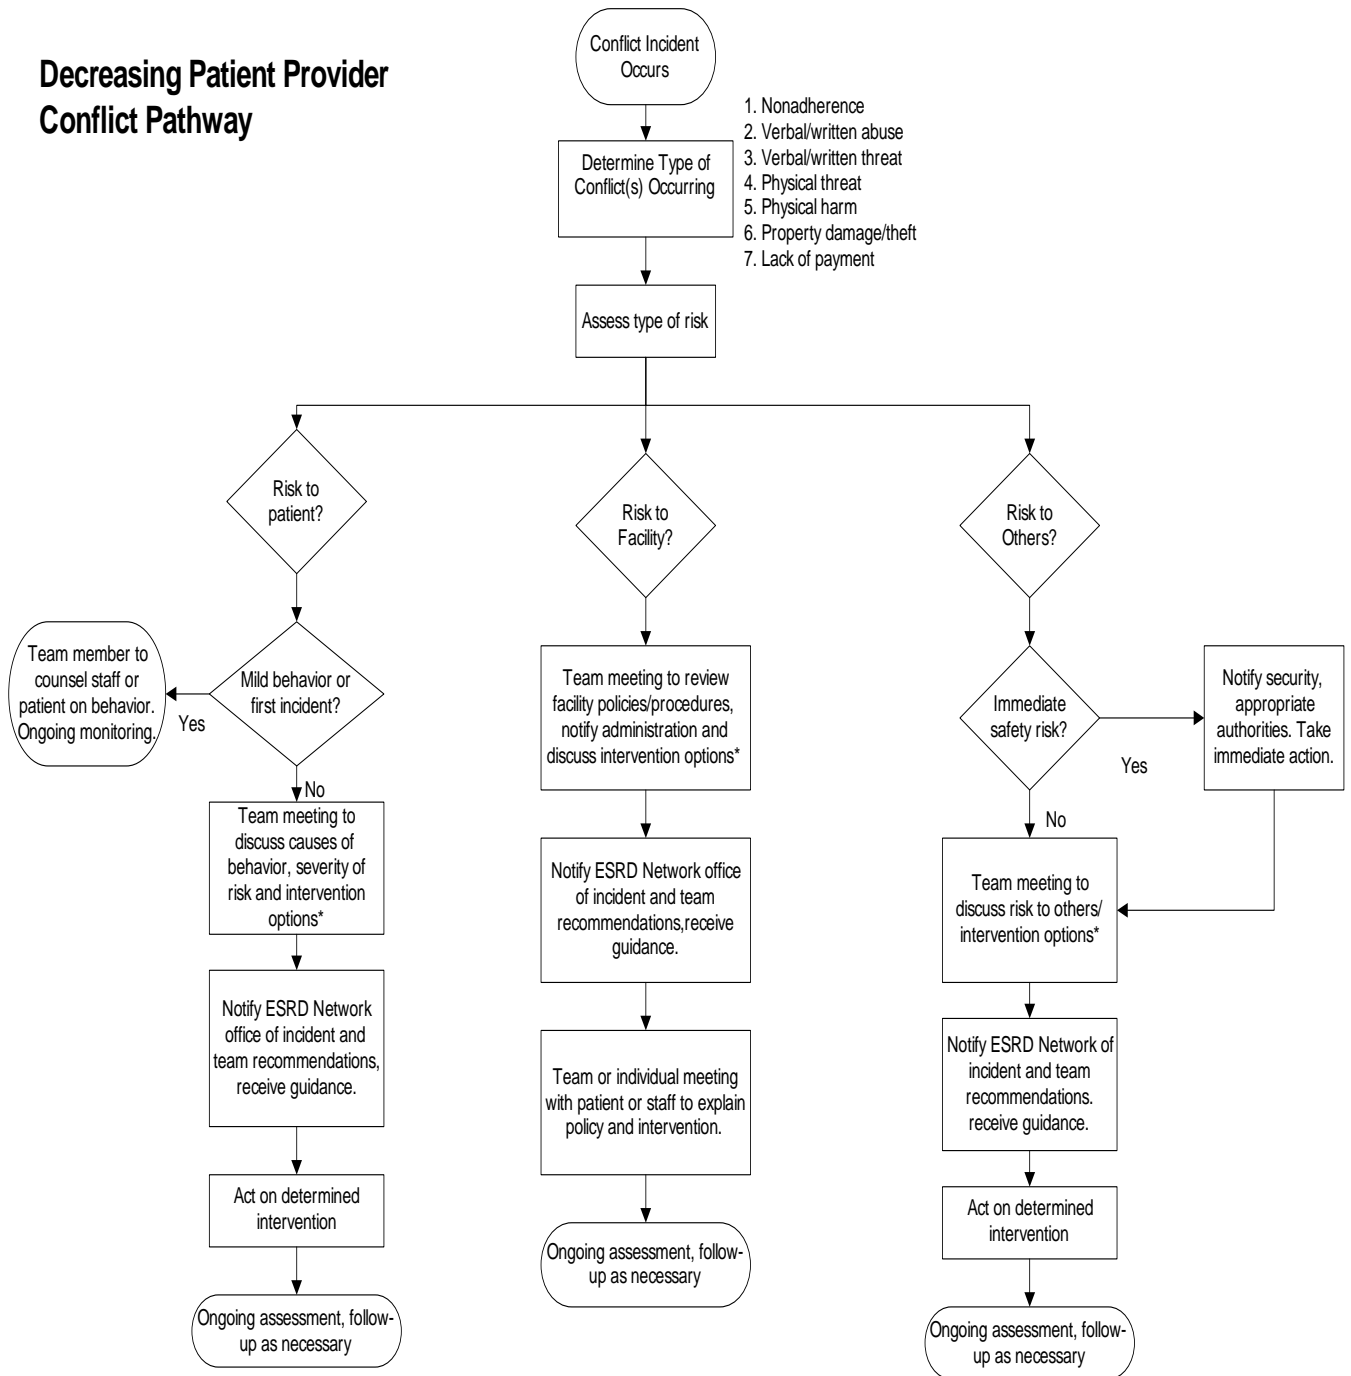 Decreasing Patient Provider
Conflict Pathway
Conflict Incident
Occurs
Determine Type of
Conflict(s) Occurring
1. Nonadherence
2. Verbal/written abuse
3. Verbal/written threat
4. Physical threat
5. Physical harm
6. Property damage/theft
7. Lack of payment
Assess type of risk
Risk to
patient?
Mild behavior or
first incident?
Yes
Team member to
counsel staff or
patient on behavior.
Ongoing monitoring.
No
Team meeting to
discuss causes of
behavior, severity of
risk and intervention
options*
Notify ESRD Network
office of incident and
team recommendations,
receive guidance.
Act on determined
intervention
Ongoing assessment, follow-
up as necessary
Risk to
Facility?
Team meeting to review
facility policies/procedures,
notify administration and
discuss intervention options*
Notify ESRD Network office
of incident and team
recommendations,receive
guidance.
Team or individual meeting
with patient or staff to explain
policy and intervention.
Ongoing assessment, follow-
up as necessary
Risk to
Others?
Immediate
safety risk?
Yes
Notify security,
appropriate
authorities. Take
immediate action.
No
Team meeting to
discuss risk to others/
intervention options*
Notify ESRD Network of
incident and team
recommendations.
receive guidance.
Act on determined
intervention
Ongoing assessment, follow-
up as necessary